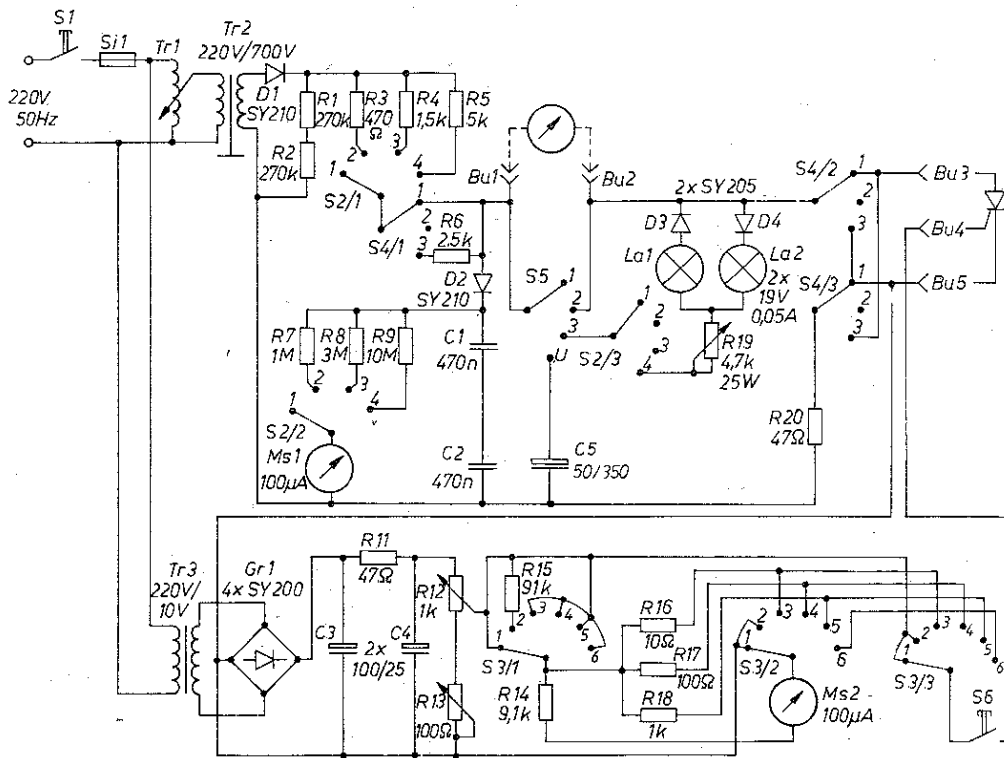 S1
Si1
Tr1
Tr2
220V/700V
220V
50Hz
D1
SY210
R1
270k
R3
470
Ω
R4
1,5k
R5
5k
R2
270k
2
3
1
4
S2/1
1
2
3
S4/1
R6
2,5k
D2
SY210
Bu1
Bu2
2x SY205
D3
D4
La1
La2
2x
19V
0,05A
S4/2
1
2
3
S4/3
1
2
3
Bu3
Bu4
Bu5
S5
1
2
3
U
S2/3
1
2
3
4
R19
4,7k
25W
R20
47Ω
R7
1M
R8
3M
R9
10M
C1
470n
1
2
3
4
S2/2
Ms1
100µA
C2
470n
C5
50/350
Tr3
220V/
10V
Gr1
4x SY200
R11
47Ω
C3
2x
100/25
C4
R12
1k
R13
100Ω
R15
91k
1
2
3
4
5
6
S3/1
R14
9,1k
R16
10Ω
R17
100Ω
R18
1k
1
2
3
4
5
6
S3/2
Ms2
100µA
1
2
3
4
5
6
S3/3
S6